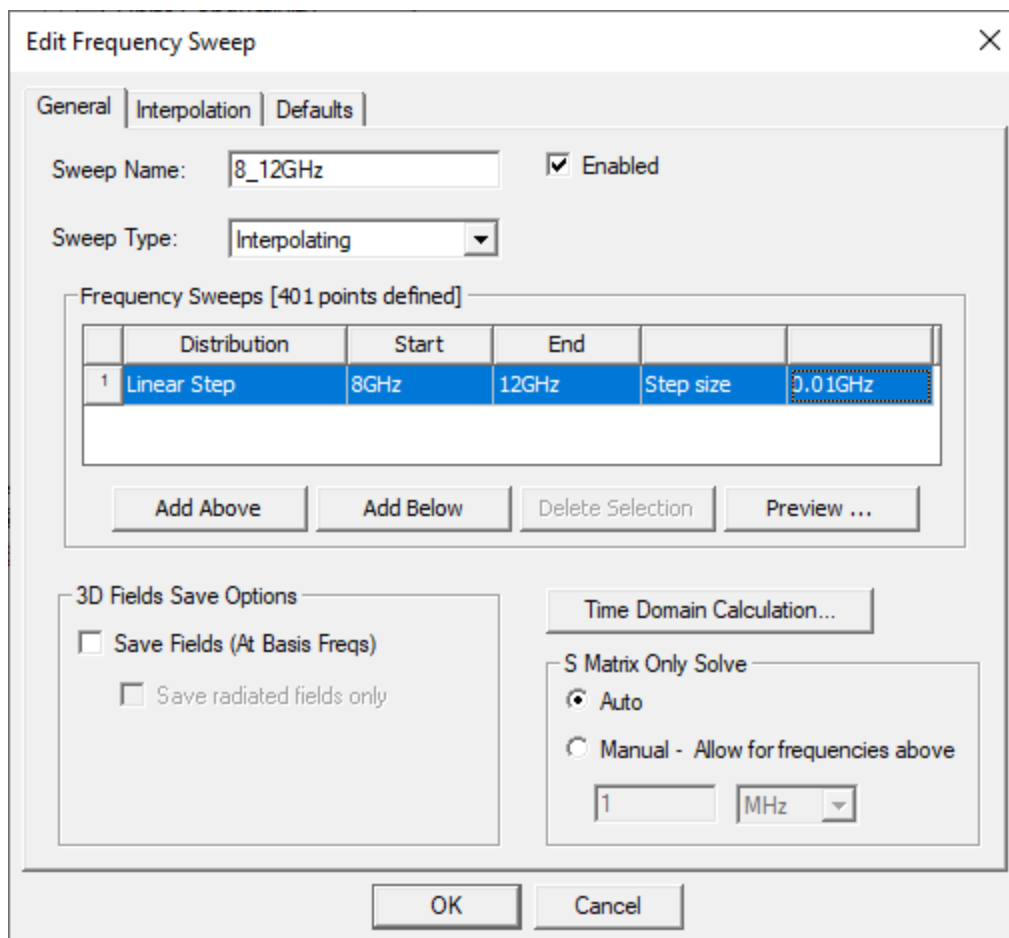 Edit Frequency Sweep
General Interpolation Defaults
Sweep Name: 8_12GHz Enabled
Sweep Type: Interpolating
Frequency Sweeps [401 points defined]
Distribution Start End
1 Linear Step 8GHz 12GHz Step size 0.01GHz
Add Above Add Below Delete Selection Preview ...
3D Fields Save Options
Save Fields (At Basis Freqs)
Save radiated fields only
Time Domain Calculation...
S Matrix Only Solve
Auto
Manual - Allow for frequencies above
1 MHz
OK Cancel